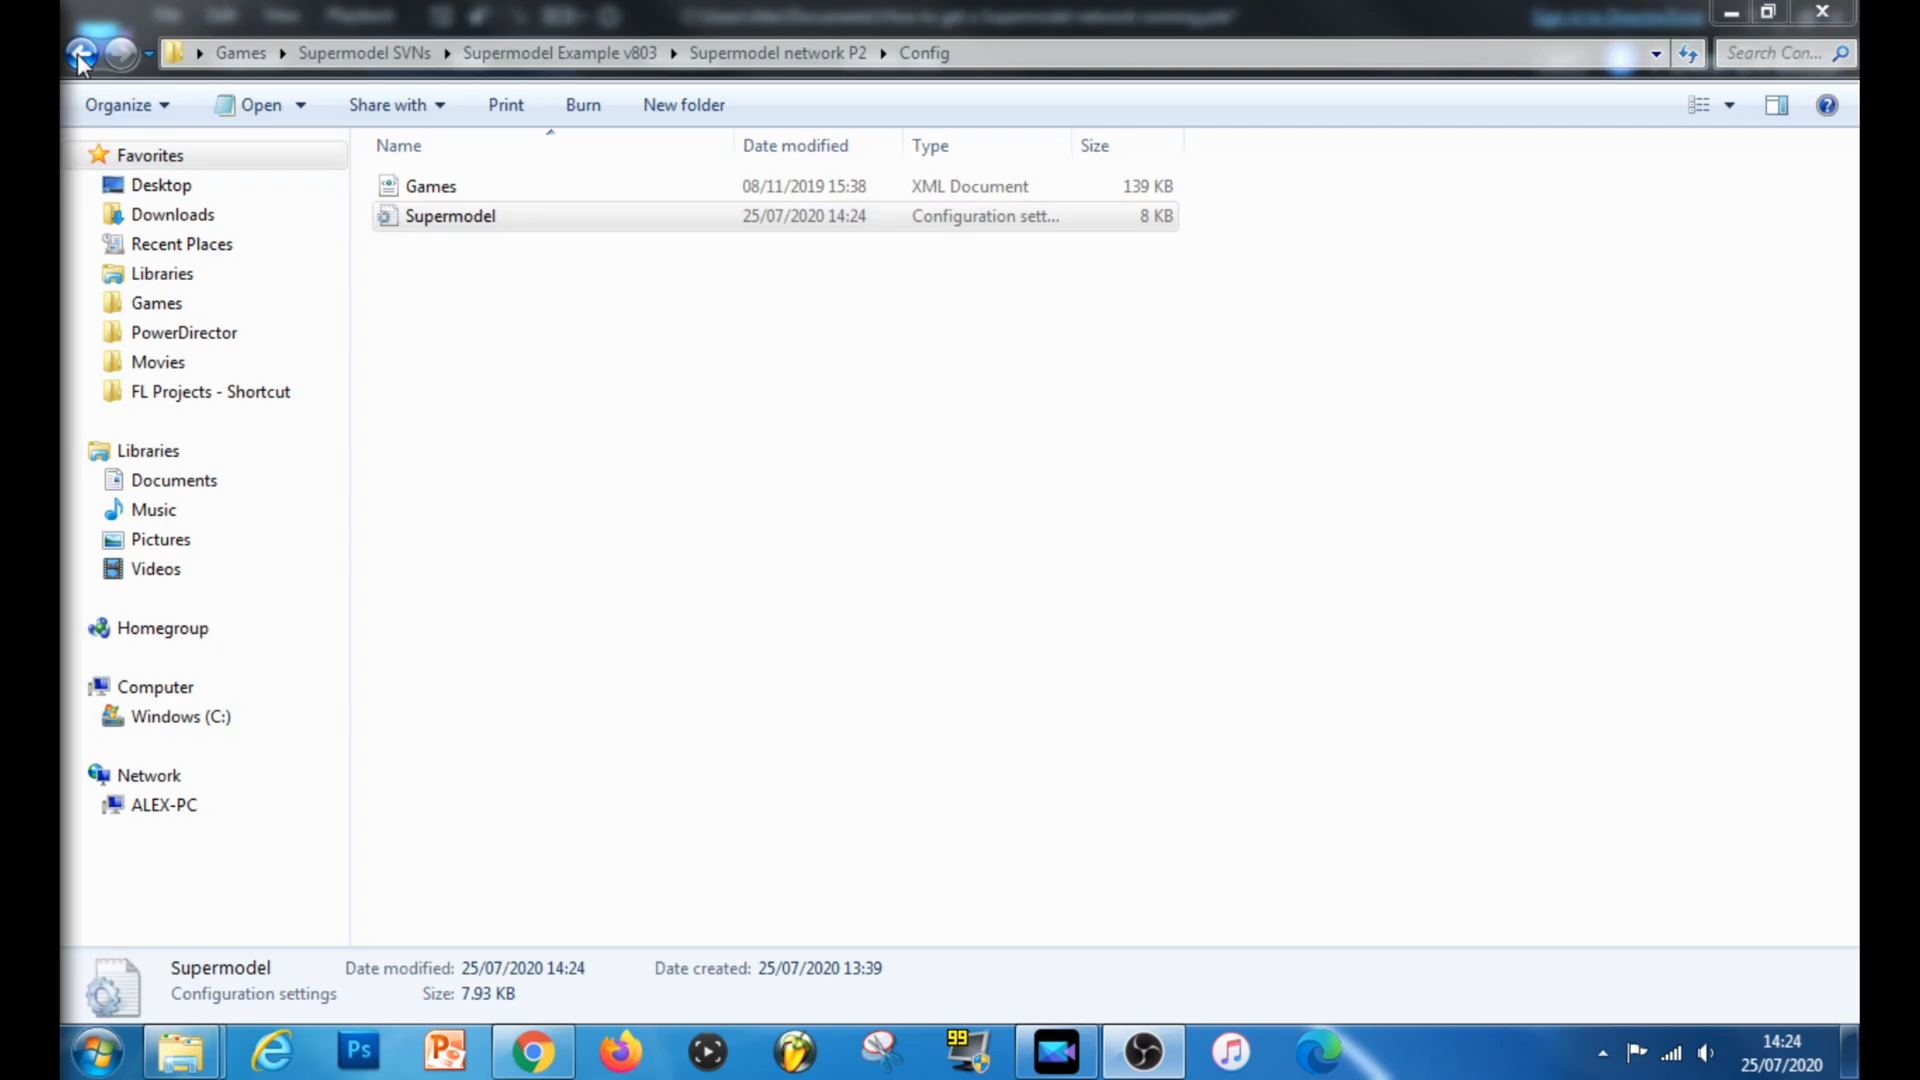 Games Supermodel SVNs Supermodel Example v803 Supermodel network P2 Config Search Con...
Organize Open Share with Print Burn New folder
Name Date modified Type Size
Games 08/11/2019 15:38 XML Document 139 KB
Supermodel 25/07/2020 14:24 Configuration sett... 8 KB
Favorites
Desktop
Downloads
Recent Places
Libraries
Games
PowerDirector
Movies
FL Projects - Shortcut
Libraries
Documents
Music
Pictures
Videos
Homegroup
Computer
Windows (C:)
Network
ALEX-PC
Supermodel Date modified: 25/07/2020 14:24 Date created: 25/07/2020 13:39
Configuration settings Size: 7.93 KB
Ps
99
14:24
25/07/2020